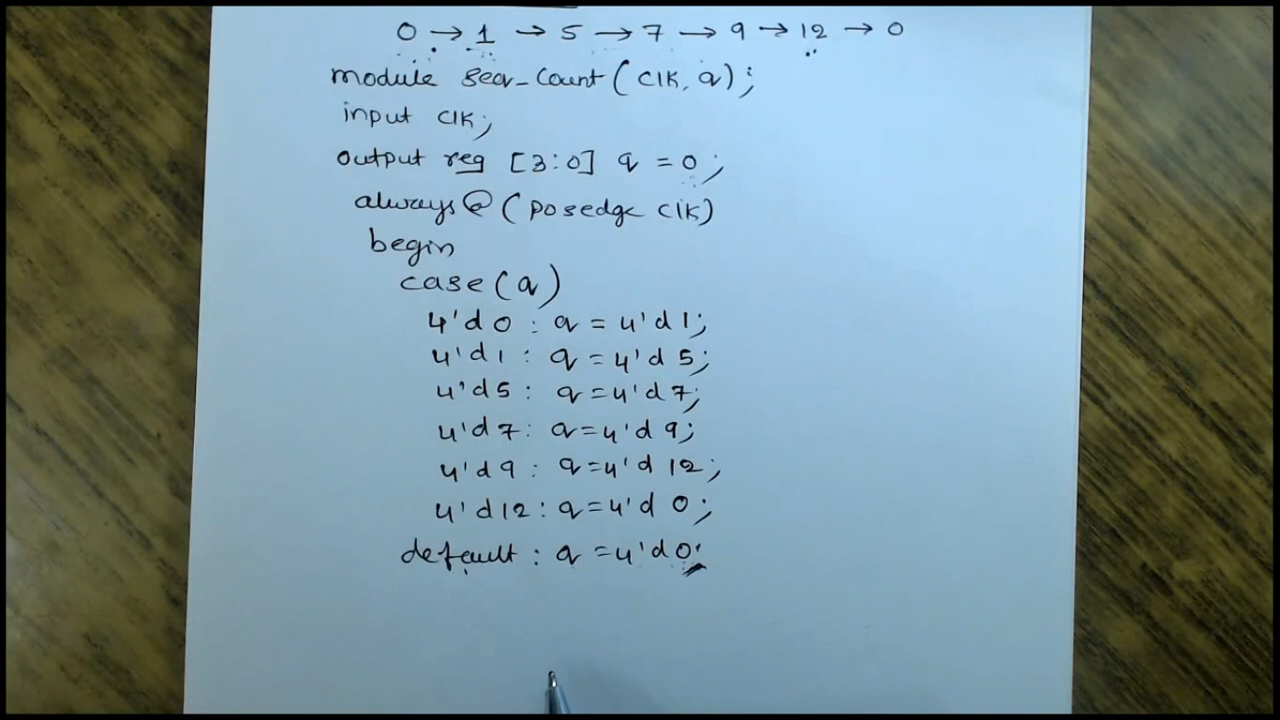 0 → 1 → 5 → 7 → 9 → 12 → 0
module seq_count(clk, q);
input clk;
output reg [3:0] q = 0;
always@(posedge clk)
begin
case(q)
4'd0 : q = 4'd1;
4'd1 : q = 4'd5;
4'd5 : q = 4'd7;
4'd7 : q = 4'd9;
4'd9 : q = 4'd12;
4'd12 : q = 4'd0;
default : q = 4'd0;